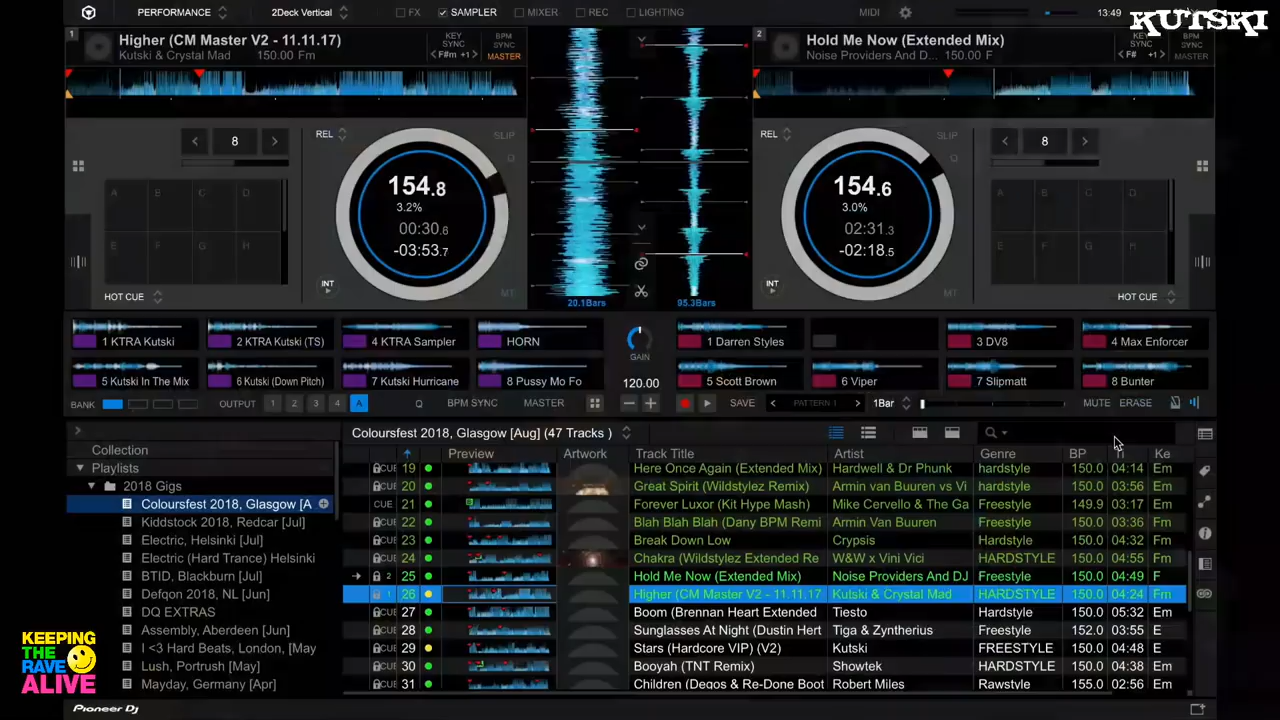 PERFORMANCE 2Deck Vertical FX SAMPLER MIXER REC LIGHTING MIDI 13:49
KUTSKI
1 Higher (CM Master V2 - 11.11.17) KEY SYNC BPM SYNC
Kutski & Crystal Mad 150.00 Fm < F#m +1 > MASTER
2 Hold Me Now (Extended Mix) KEY SYNC BPM SYNC
Noise Providers And D... 150.00 F < F# +1 > MASTER
< 8 > REL SLIP
Q
154.8
3.2%
00:30.6
-03:53.7
A B C D
E F G H
INT MT
HOT CUE
20.1Bars 95.3Bars
REL SLIP < 8 >
Q
154.6
3.0%
02:31.3
-02:18.5
A B C D
E F G H
INT MT
HOT CUE
1 KTRA Kutski 2 KTRA Kutski (TS) 4 KTRA Sampler HORN GAIN 1 Darren Styles 3 DV8 4 Max Enforcer
5 Kutski In The Mix 6 Kutski (Down Pitch) 7 Kutski Hurricane 8 Pussy Mo Fo 120.00 5 Scott Brown 6 Viper 7 Slipmatt 8 Bunter
BANK OUTPUT 1 2 3 4 A Q BPM SYNC MASTER SAVE < PATTERN 1 > 1Bar MUTE ERASE
Collection
Playlists
2018 Gigs
Coloursfest 2018, Glasgow [A
Kiddstock 2018, Redcar [Jul]
Electric, Helsinki [Jul]
Electric (Hard Trance) Helsinki
BTID, Blackburn [Jul]
Defqon 2018, NL [Jun]
DQ EXTRAS
Assembly, Aberdeen [Jun]
I <3 Hard Beats, London, [May
Lush, Portrush [May]
Mayday, Germany [Apr]
Coloursfest 2018, Glasgow [Aug] (47 Tracks )
Preview Artwork Track Title Artist Genre BP Ke
CUE 19 Here Once Again (Extended Mix) Hardwell & Dr Phunk hardstyle 150.0 04:14 Em
CUE 20 Great Spirit (Wildstylez Remix) Armin van Buuren vs Vi hardstyle 150.0 03:56 Em
CUE 21 Forever Luxor (Kit Hype Mash) Mike Cervello & The Ga Freestyle 149.9 03:17 Em
CUE 22 Blah Blah Blah (Dany BPM Remi Armin Van Buuren Freestyle 150.0 03:36 Fm
CUE 23 Break Down Low Crypsis Hardstyle 150.0 04:32 Fm
CUE 24 Chakra (Wildstylez Extended Re W&W x Vini Vici HARDSTYLE 150.0 04:55 Fm
2 25 Hold Me Now (Extended Mix) Noise Providers And DJ Freestyle 150.0 04:49 F
1 26 Higher (CM Master V2 - 11.11.17 Kutski & Crystal Mad HARDSTYLE 150.0 04:24 Fm
CUE 27 Boom (Brennan Heart Extended Tiesto Hardstyle 150.0 05:32 Em
CUE 28 Sunglasses At Night (Dustin Hert Tiga & Zyntherius Freestyle 152.0 03:55 E
CUE 29 Stars (Hardcore VIP) (V2) Kutski FREESTYLE 150.0 04:48 E
CUE 30 Booyah (TNT Remix) Showtek HARDSTYLE 150.0 04:38 Em
CUE 31 Children (Degos & Re-Done Boot Robert Miles Rawstyle 155.0 02:56 Em
KEEPING
THE
RAVE
ALIVE
Pioneer Dj